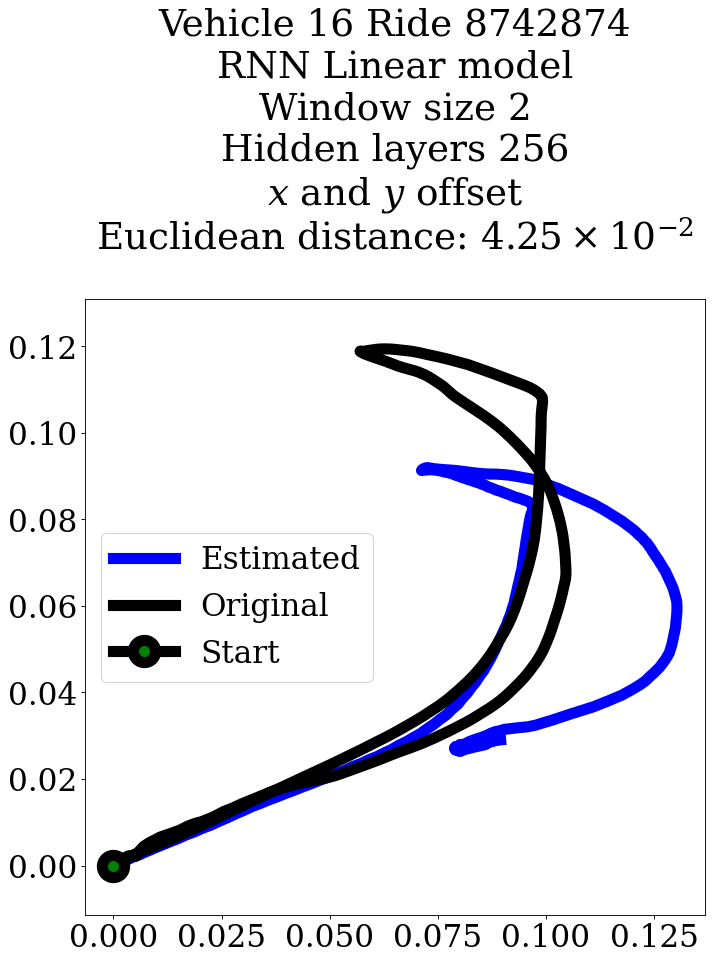 Vehicle 16 Ride 8742874
RNN Linear model
Window size 2
Hidden layers 256
x and y offset
Euclidean distance: 4.25 × 10⁻²
0.12
0.10
0.08
0.06
0.04
0.02
0.00
Estimated
Original
Start
0.000 0.025 0.050 0.075 0.100 0.125